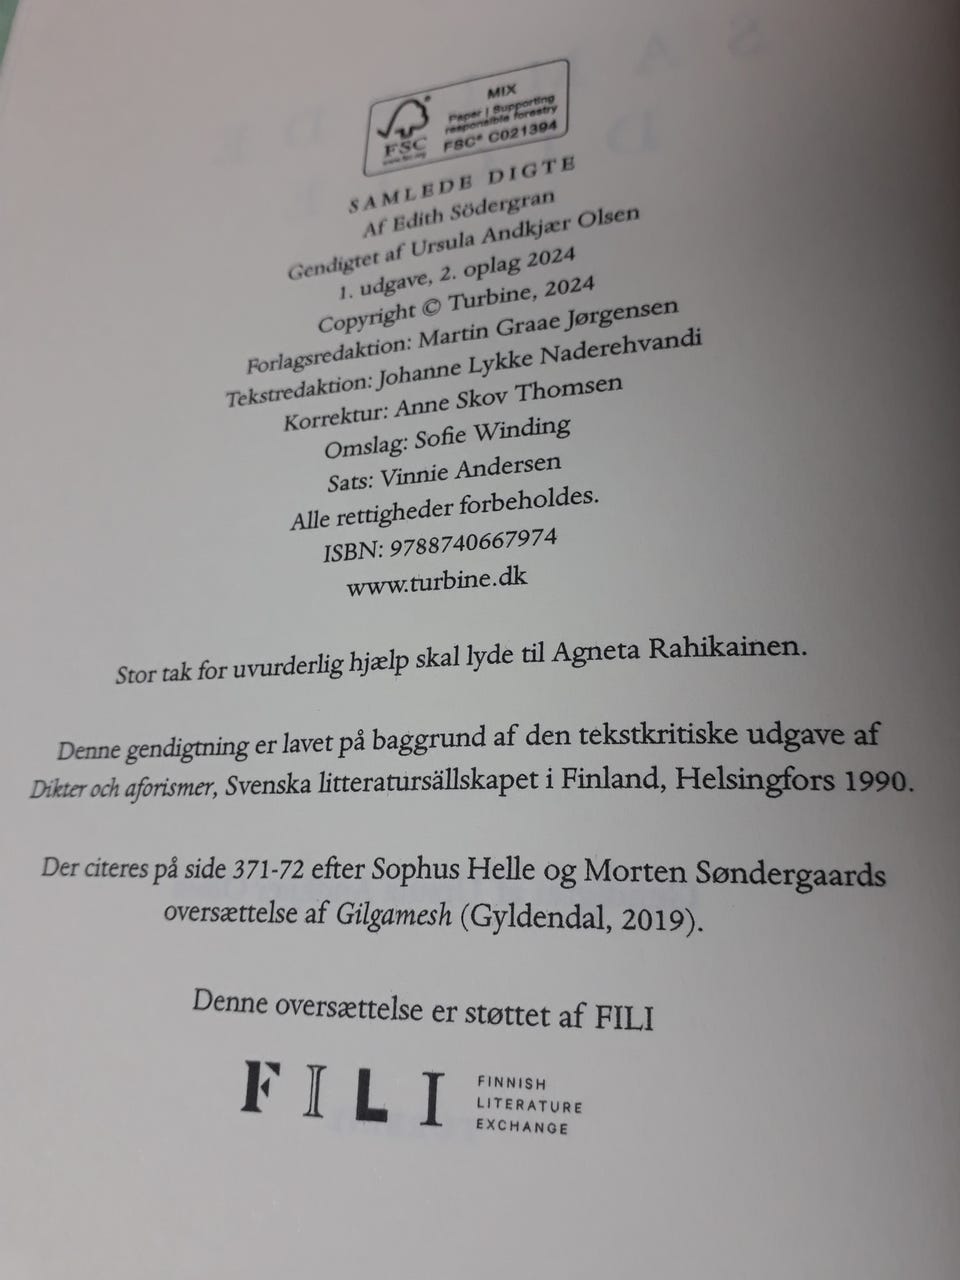 MIX
Paper | Supporting
responsible forestry
FSC® C021394
FSC
www.fsc.org
SAMLEDE DIGTE
Af Edith Södergran
Gendigtet af Ursula Andkjær Olsen
1. udgave, 2. oplag 2024
Copyright © Turbine, 2024
Forlagsredaktion: Martin Graae Jørgensen
Tekstredaktion: Johanne Lykke Naderehvandi
Korrektur: Anne Skov Thomsen
Omslag: Sofie Winding
Sats: Vinnie Andersen
Alle rettigheder forbeholdes.
ISBN: 9788740667974
www.turbine.dk
Stor tak for uvurderlig hjælp skal lyde til Agneta Rahikainen.
Denne gendigtning er lavet på baggrund af den tekstkritiske udgave af
Dikter och aforismer, Svenska litteratursällskapet i Finland, Helsingfors 1990.
Der citeres på side 371-72 efter Sophus Helle og Morten Søndergaards
oversættelse af Gilgamesh (Gyldendal, 2019).
Denne oversættelse er støttet af FILI
FILI
FINNISH
LITERATURE
EXCHANGE